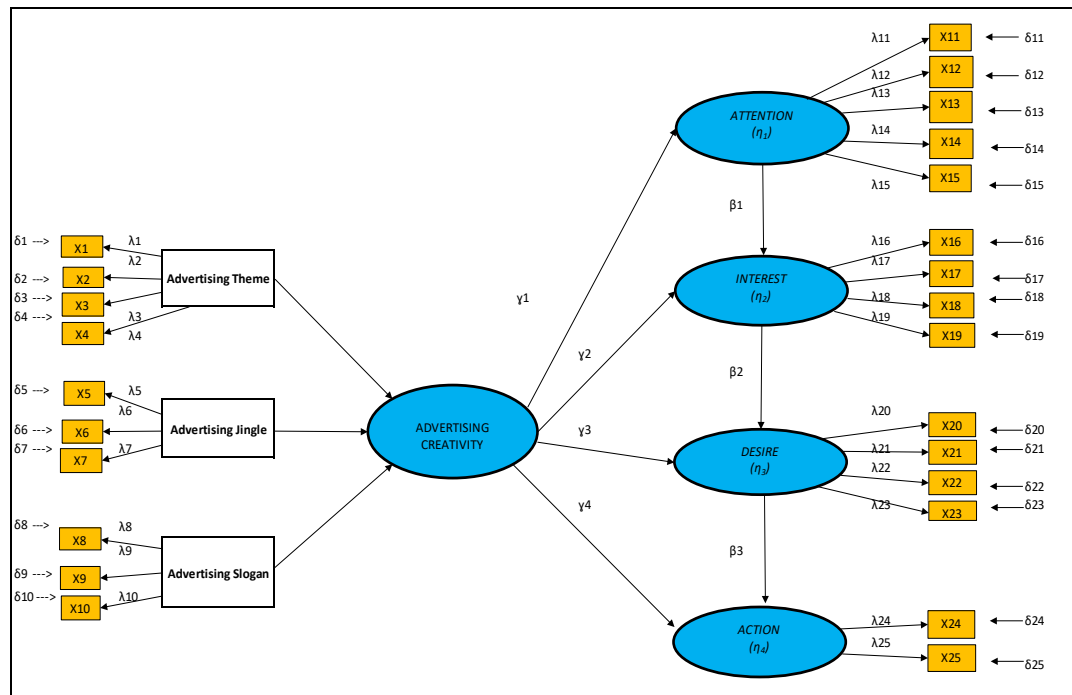 δ1 --->
X1
λ1
λ2
δ2 --->
X2
Advertising Theme
δ3 --->
X3
δ4 --->
X4
λ3
λ4
δ5 --->
X5
λ5
λ6
δ6 --->
X6
Advertising Jingle
δ7 --->
X7
λ7
δ8 --->
X8
λ8
λ9
δ9 --->
X9
Advertising Slogan
δ10 --->
X10
λ10
ADVERTISING
CREATIVITY
ɣ1
ɣ2
ɣ3
ɣ4
ATTENTION
(η₁)
β1
INTEREST
(η₂)
β2
DESIRE
(η₃)
β3
ACTION
(η₄)
λ11
X11
δ11
λ12
X12
δ12
λ13
X13
δ13
λ14
X14
δ14
λ15
X15
δ15
λ16
X16
δ16
λ17
X17
δ17
λ18
X18
δ18
λ19
X19
δ19
λ20
X20
δ20
λ21
X21
δ21
λ22
X22
δ22
λ23
X23
δ23
λ24
X24
δ24
λ25
X25
δ25